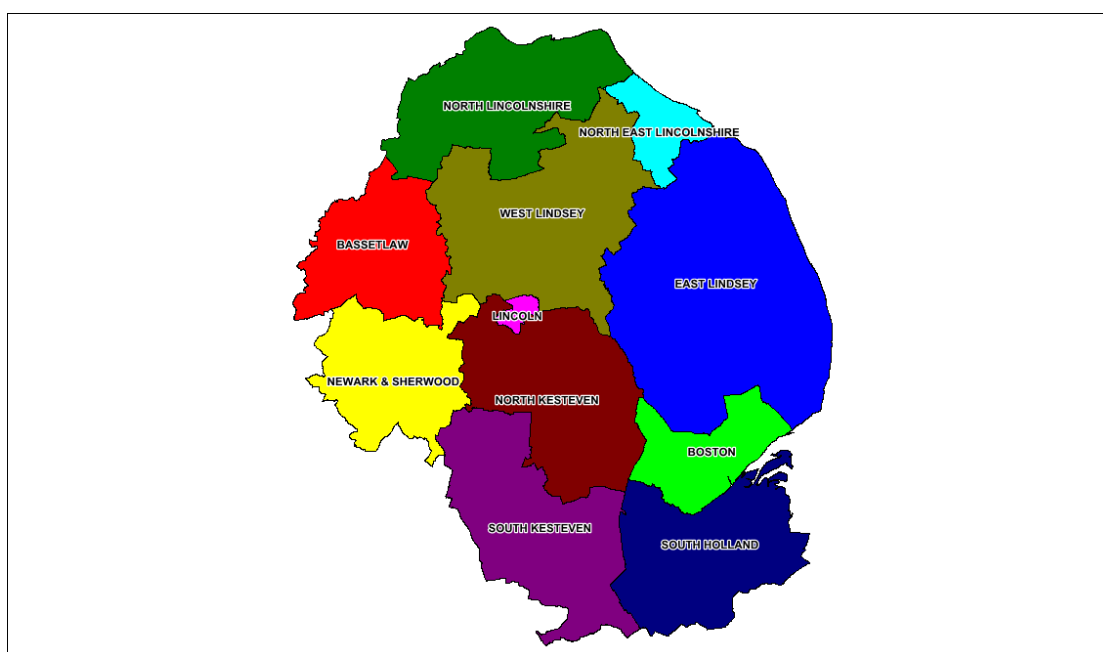 NORTH LINCOLNSHIRE
NORTH EAST LINCOLNSHIRE
WEST LINDSEY
BASSETLAW
EAST LINDSEY
LINCOLN
NEWARK & SHERWOOD
NORTH KESTEVEN
BOSTON
SOUTH KESTEVEN
SOUTH HOLLAND